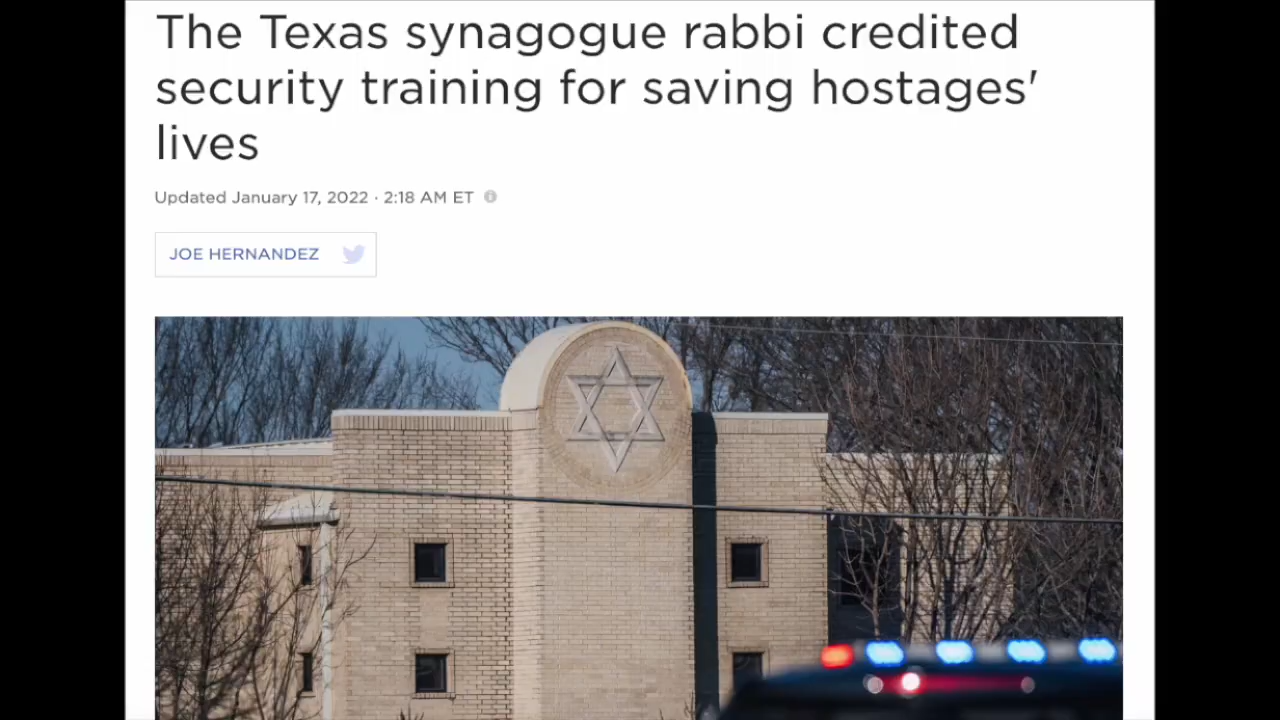 The Texas synagogue rabbi credited
security training for saving hostages'
lives
Updated January 17, 2022 · 2:18 AM ET
JOE HERNANDEZ